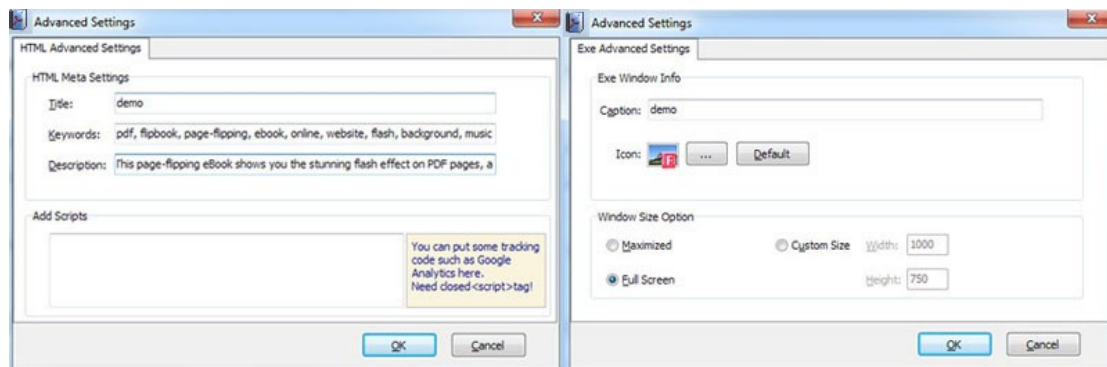 Advanced Settings
HTML Advanced Settings
HTML Meta Settings
Title: demo
Keywords: pdf, flipbook, page-flipping, ebook, online, website, flash, background, music
Description: This page-flipping eBook shows you the stunning flash effect on PDF pages, a
Add Scripts
You can put some tracking
code such as Google
Analytics here.
Need closed<script>tag!
OK Cancel
Advanced Settings
Exe Advanced Settings
Exe Window Info
Caption: demo
Icon: ... Default
Window Size Option
Maximized Custom Size Width: 1000
Full Screen Height: 750
OK Cancel